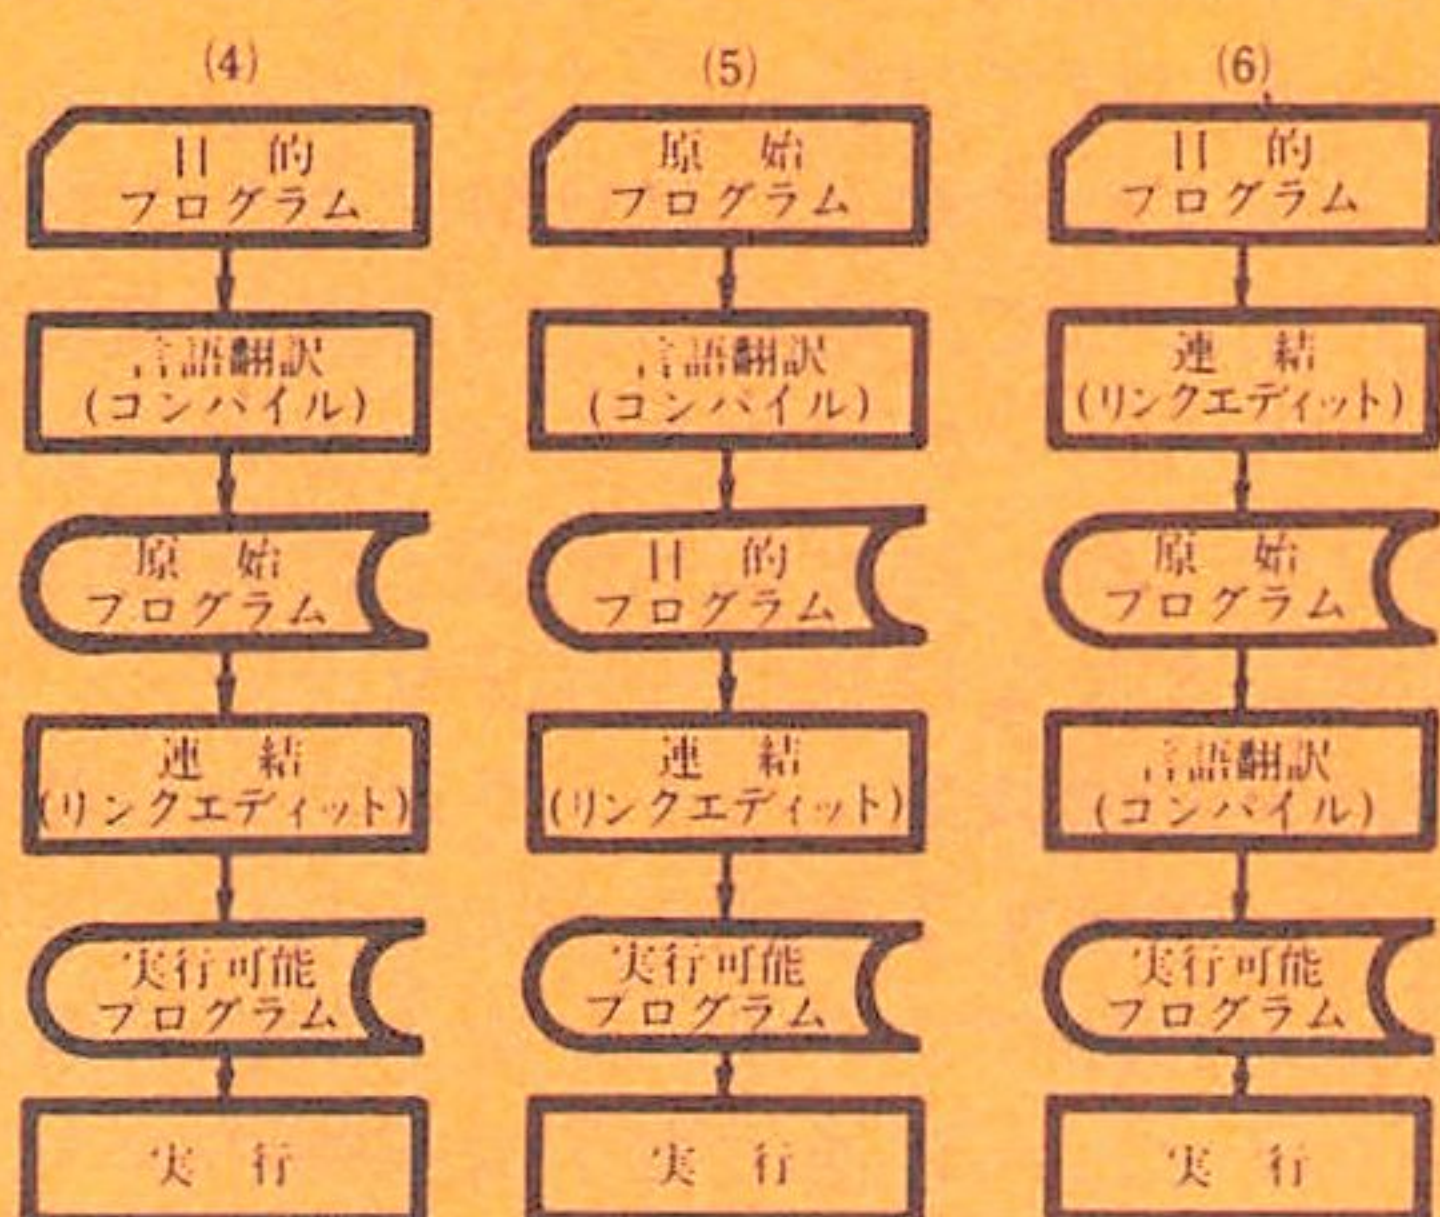 (4)
目 的
プログラム
言語翻訳
(コンパイル)
原 始
プログラム
連 結
(リンクエディット)
実行可能
プログラム
実 行
(5)
原 始
プログラム
言語翻訳
(コンパイル)
目 的
プログラム
連 結
(リンクエディット)
実行可能
プログラム
実 行
(6)
目 的
プログラム
連 結
(リンクエディット)
原 始
プログラム
言語翻訳
(コンパイル)
実行可能
プログラム
実 行